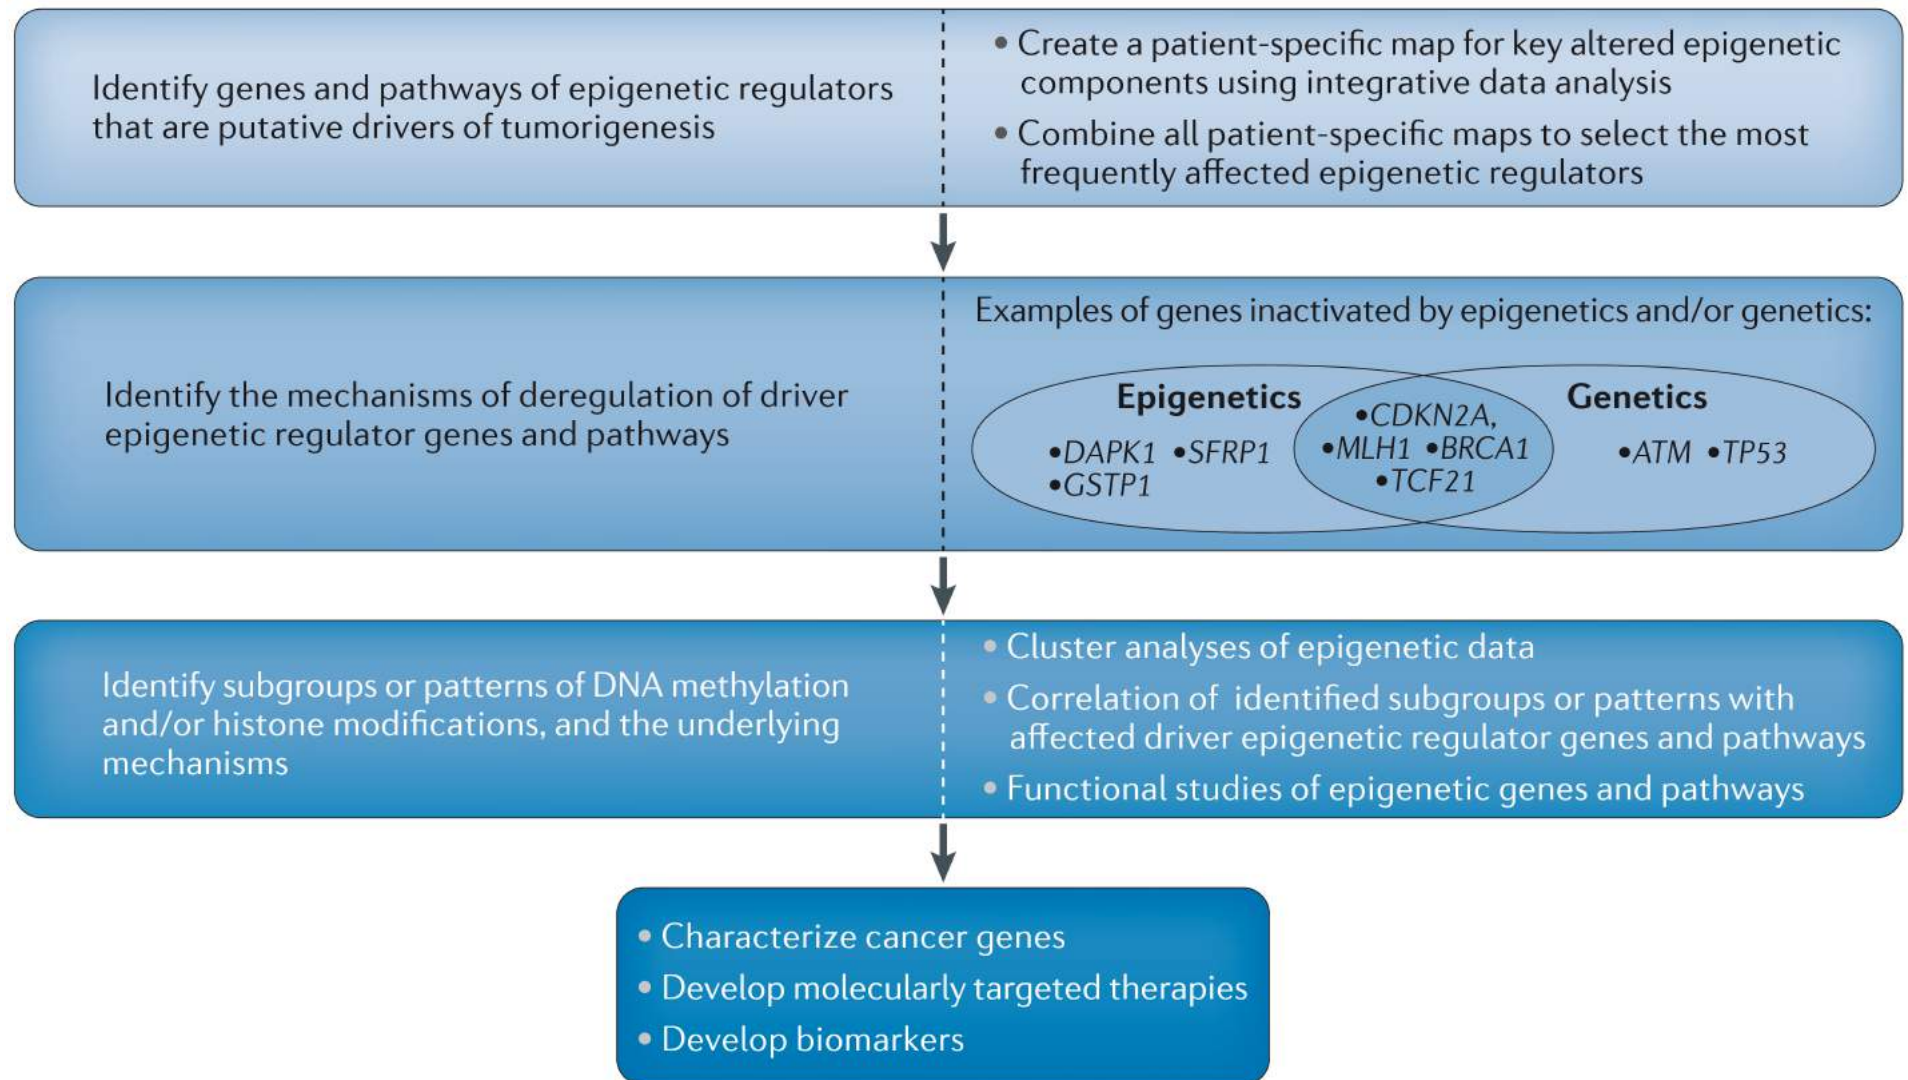 Identify genes and pathways of epigenetic regulators
that are putative drivers of tumorigenesis
• Create a patient-specific map for key altered epigenetic
components using integrative data analysis
• Combine all patient-specific maps to select the most
frequently affected epigenetic regulators
Identify the mechanisms of deregulation of driver
epigenetic regulator genes and pathways
Examples of genes inactivated by epigenetics and/or genetics:
Epigenetics
•DAPK1 •SFRP1
•GSTP1
•CDKN2A,
•MLH1 •BRCA1
•TCF21
Genetics
•ATM •TP53
Identify subgroups or patterns of DNA methylation
and/or histone modifications, and the underlying
mechanisms
• Cluster analyses of epigenetic data
• Correlation of identified subgroups or patterns with
affected driver epigenetic regulator genes and pathways
• Functional studies of epigenetic genes and pathways
• Characterize cancer genes
• Develop molecularly targeted therapies
• Develop biomarkers